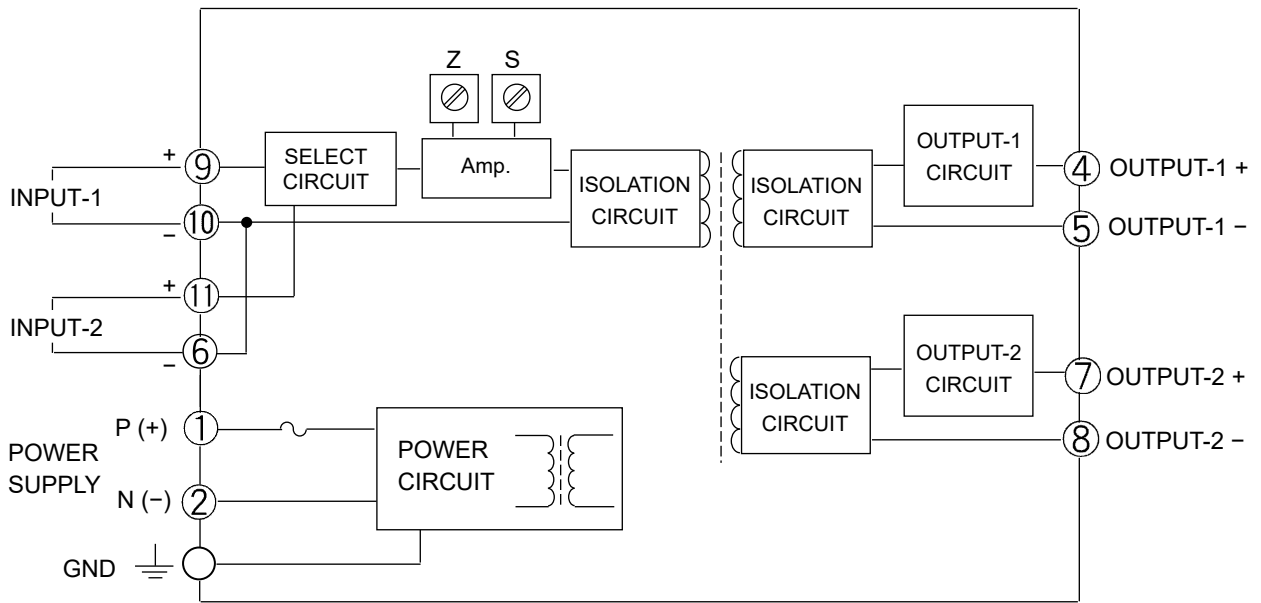 Z
S
SELECT
CIRCUIT
Amp.
ISOLATION
CIRCUIT
ISOLATION
CIRCUIT
OUTPUT-1
CIRCUIT
+
9
INPUT-1
10
−
4
OUTPUT-1 +
5
OUTPUT-1 −
+
11
INPUT-2
6
−
ISOLATION
CIRCUIT
OUTPUT-2
CIRCUIT
7
OUTPUT-2 +
8
OUTPUT-2 −
POWER
SUPPLY
P (+)
1
N (−)
2
POWER
CIRCUIT
GND